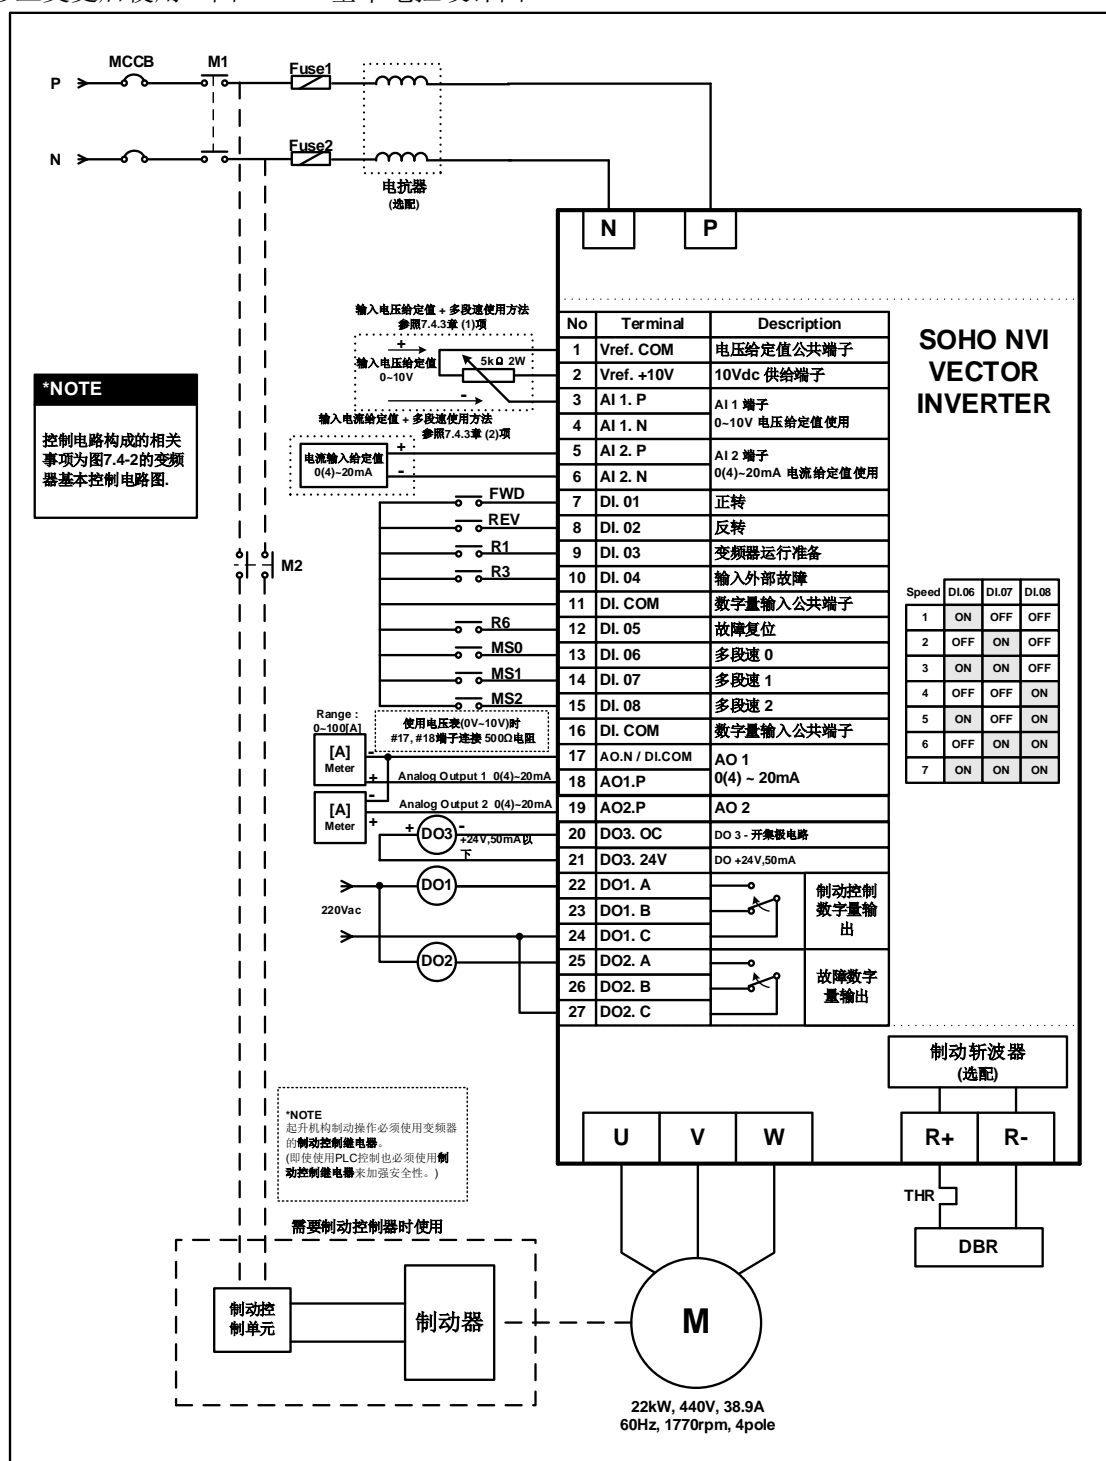 MCCB
M1
Fuse1
P
Fuse2
N
电抗器
(选配)
N
P
输入电压给定值 + 多段速使用方法
参照7.4.3章 (1)项
+
输入电压给定值
0~10V
5kΩ 2W
-
输入电流给定值 + 多段速使用方法
参照7.4.3章 (2)项
电流输入给定值
0(4)~20mA
+
-
*NOTE
控制电路构成的相关
事项为图7.4-2的变频
器基本控制电路图.
SOHO NVI
VECTOR
INVERTER
No Terminal Description
1 Vref. COM 电压给定值公共端子
2 Vref. +10V 10Vdc 供给端子
3 AI 1. P AI 1 端子
4 AI 1. N 0~10V 电压给定值使用
5 AI 2. P AI 2 端子
6 AI 2. N 0(4)~20mA 电流给定值使用
FWD 7 DI. 01 正转
REV 8 DI. 02 反转
R1 9 DI. 03 变频器运行准备
R3 10 DI. 04 输入外部故障
11 DI. COM 数字量输入公共端子
R6 12 DI. 05 故障复位
MS0 13 DI. 06 多段速 0
MS1 14 DI. 07 多段速 1
MS2 15 DI. 08 多段速 2
16 DI. COM 数字量输入公共端子
17 AO.N / DI.COM AO 1
18 AO1.P 0(4) ~ 20mA
19 AO2.P AO 2
20 DO3. OC DO 3 - 开集极电路
21 DO3. 24V DO +24V,50mA
22 DO1. A
23 DO1. B
24 DO1. C
制动控制
数字量输
出
25 DO2. A
26 DO2. B
27 DO2. C
故障数字
量输出
M2
Speed DI.06 DI.07 DI.08
1 ON OFF OFF
2 OFF ON OFF
3 ON ON OFF
4 OFF OFF ON
5 ON OFF ON
6 OFF ON ON
7 ON ON ON
Range :
0~100[A]
使用电压表(0V~10V)时
#17, #18端子连接 500Ω电阻
[A]
Meter
-
+
Analog Output 1 0(4)~20mA
[A]
Meter
-
+
Analog Output 2 0(4)~20mA
+
DO3
-
+24V,50mA以
下
DO1
220Vac
DO2
制动斩波器
(选配)
U
V
W
R+
R-
THR
DBR
*NOTE
起升机构制动操作必须使用变频器
的制动控制继电器。
(即使使用PLC控制也必须使用制
动控制继电器来加强安全性。)
需要制动控制器时使用
制动控
制单元
制动器
M
22kW, 440V, 38.9A
60Hz, 1770rpm, 4pole